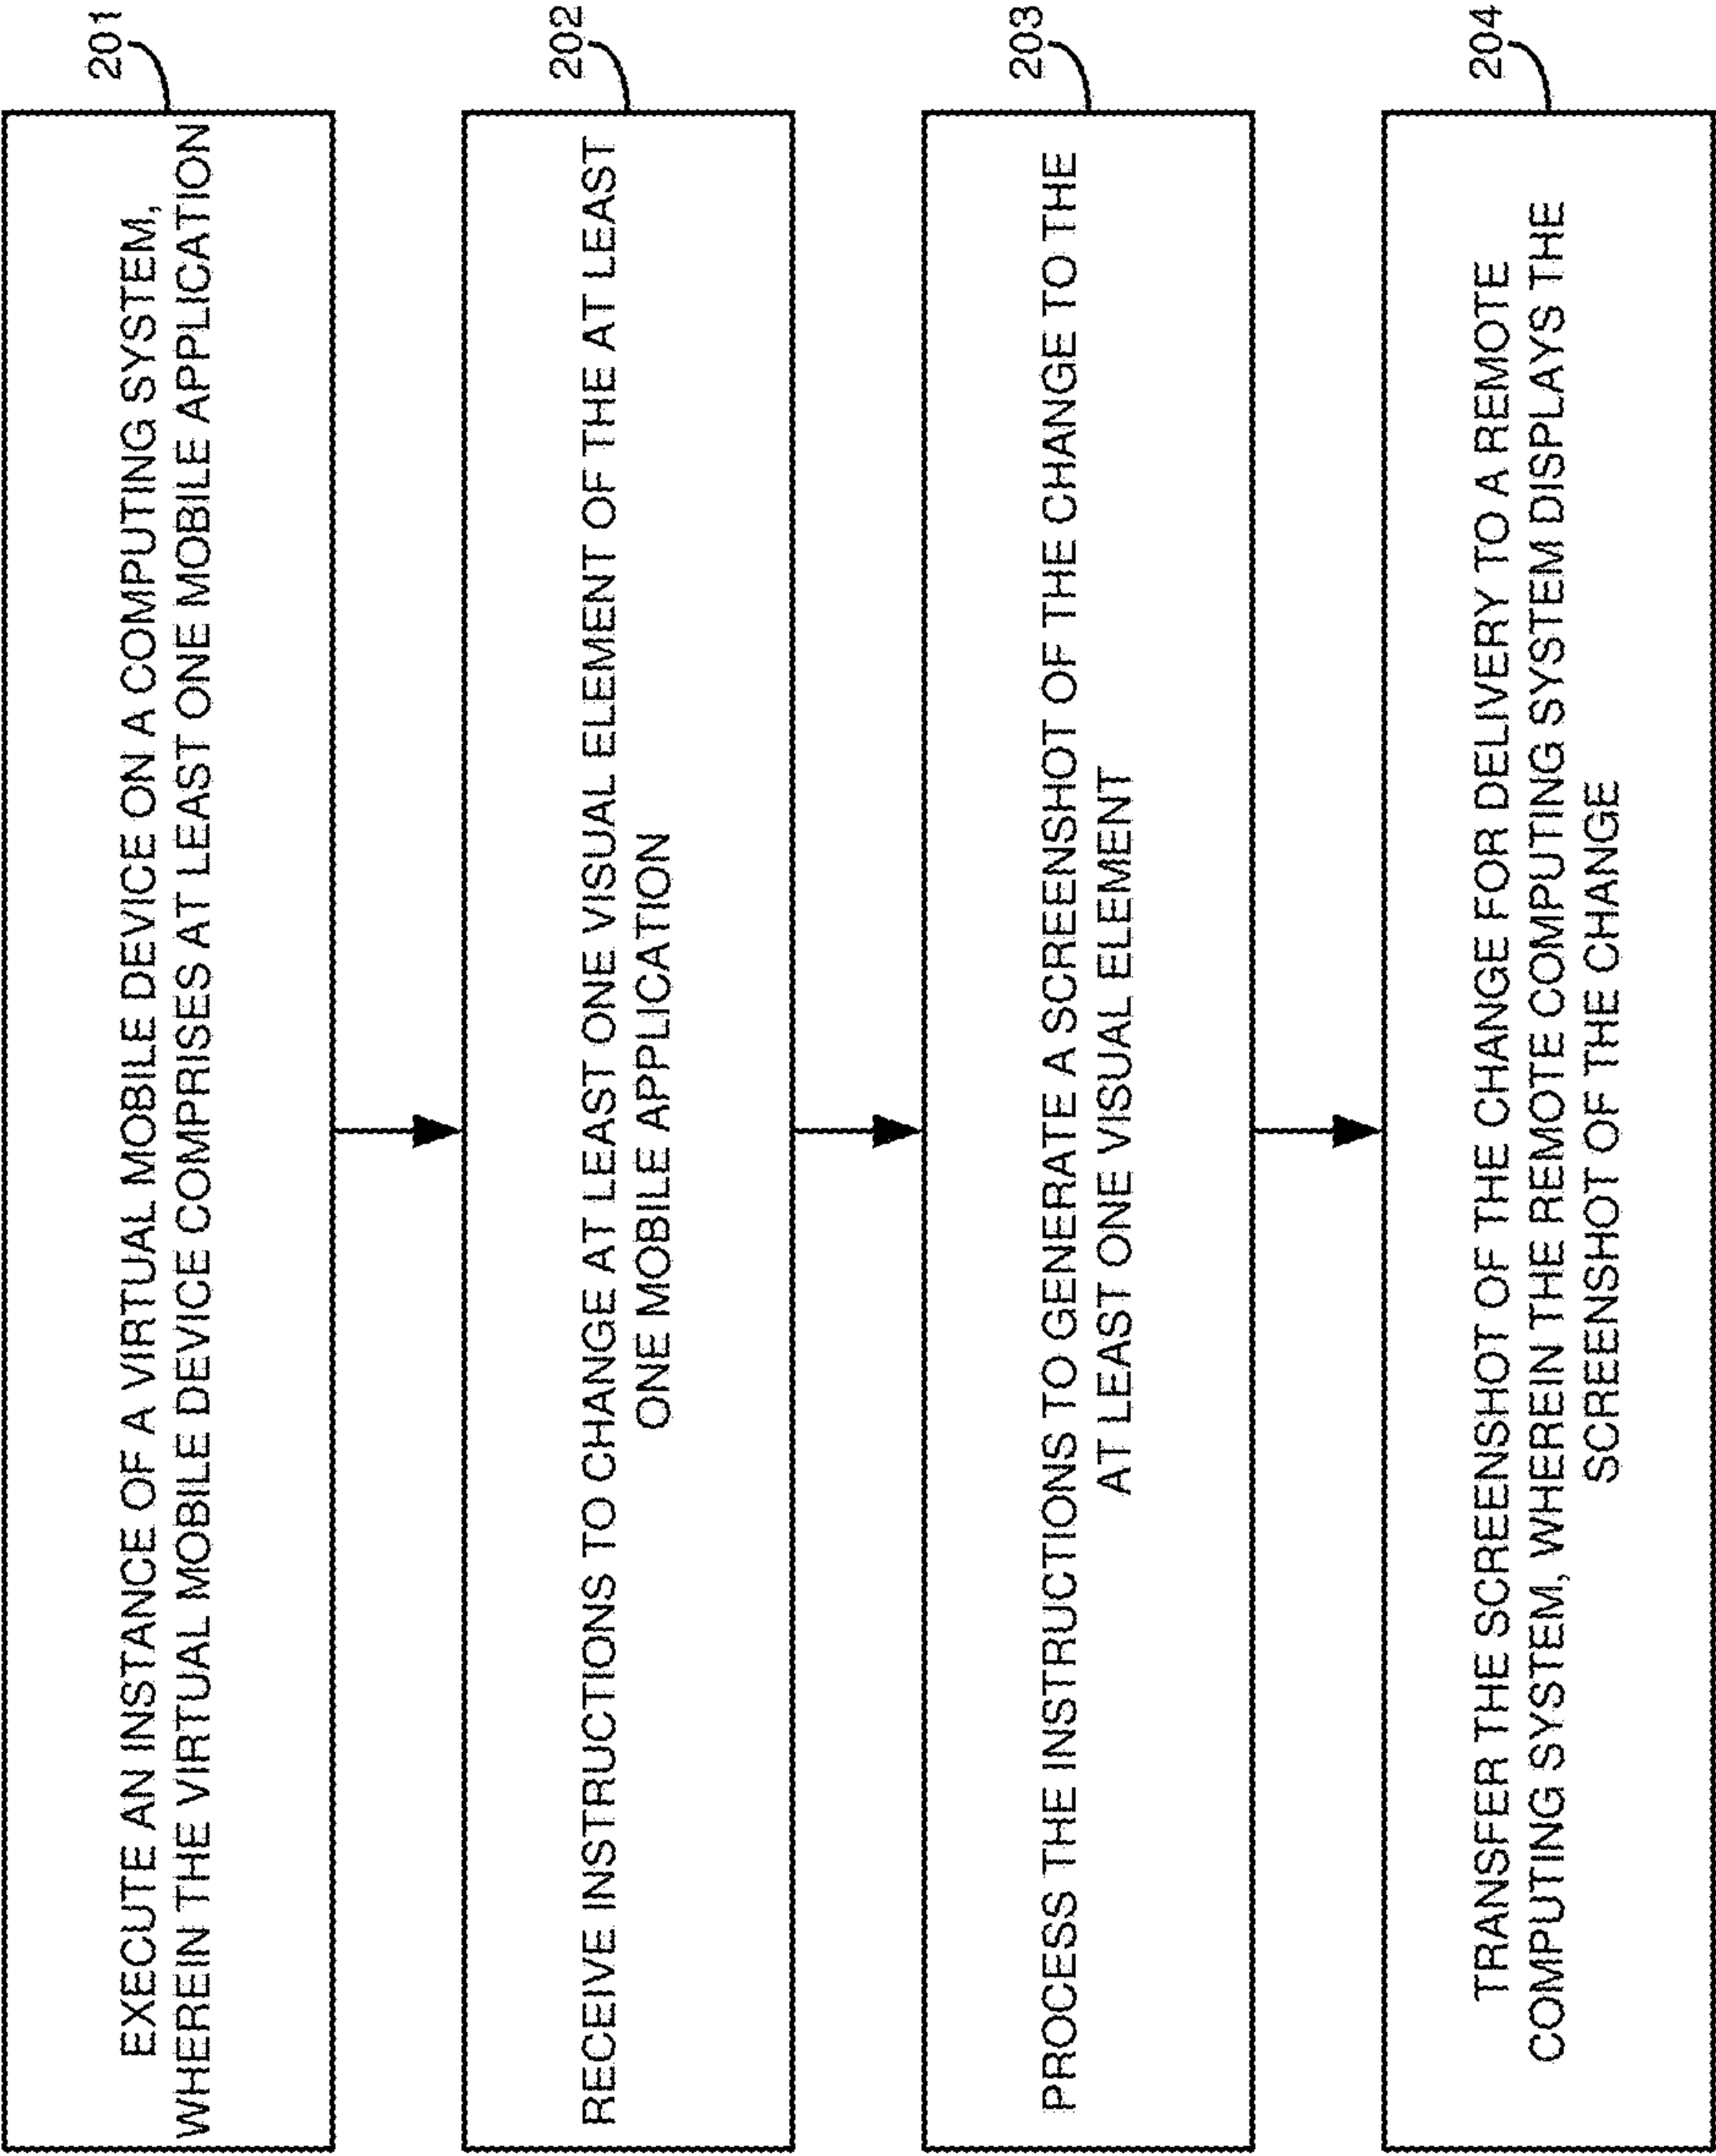 201
EXECUTE AN INSTANCE OF A VIRTUAL MOBILE DEVICE ON A COMPUTING SYSTEM,
WHEREIN THE VIRTUAL MOBILE DEVICE COMPRISES AT LEAST ONE MOBILE APPLICATION
202
RECEIVE INSTRUCTIONS TO CHANGE AT LEAST ONE VISUAL ELEMENT OF THE AT LEAST
ONE MOBILE APPLICATION
203
PROCESS THE INSTRUCTIONS TO GENERATE A SCREENSHOT OF THE CHANGE TO THE
AT LEAST ONE VISUAL ELEMENT
204
TRANSFER THE SCREENSHOT OF THE CHANGE FOR DELIVERY TO A REMOTE
COMPUTING SYSTEM, WHEREIN THE REMOTE COMPUTING SYSTEM DISPLAYS THE
SCREENSHOT OF THE CHANGE